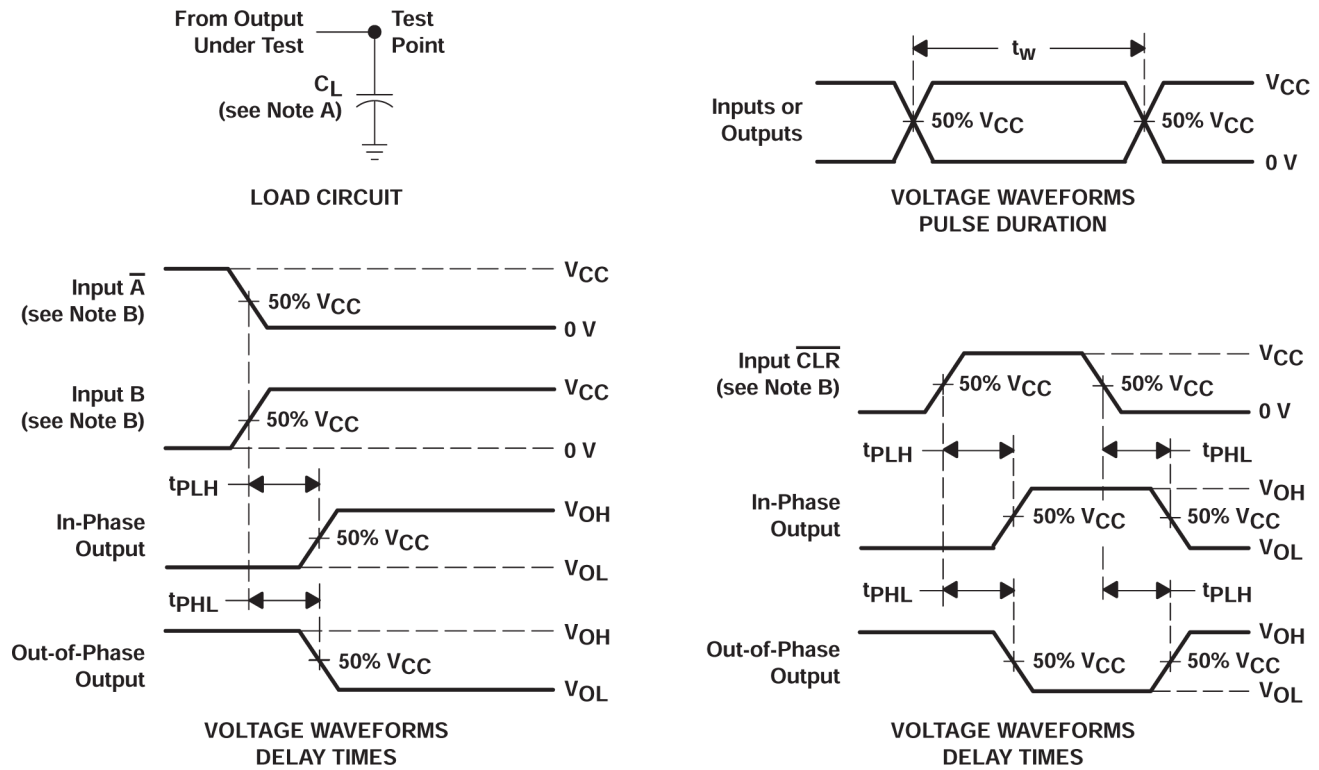 From Output
Under Test
Test
Point
CL
(see Note A)
LOAD CIRCUIT
tw
Inputs or
Outputs
50% VCC
50% VCC
VCC
0 V
VOLTAGE WAVEFORMS
PULSE DURATION
Input A̅
(see Note B)
50% VCC
VCC
0 V
Input B
(see Note B)
50% VCC
VCC
0 V
tPLH
In-Phase
Output
50% VCC
VOH
VOL
tPHL
Out-of-Phase
Output
50% VCC
VOH
VOL
VOLTAGE WAVEFORMS
DELAY TIMES
Input C̅L̅R̅
(see Note B)
50% VCC
50% VCC
VCC
0 V
tPLH
tPHL
In-Phase
Output
50% VCC
50% VCC
VOH
VOL
tPHL
tPLH
Out-of-Phase
Output
50% VCC
50% VCC
VOH
VOL
VOLTAGE WAVEFORMS
DELAY TIMES